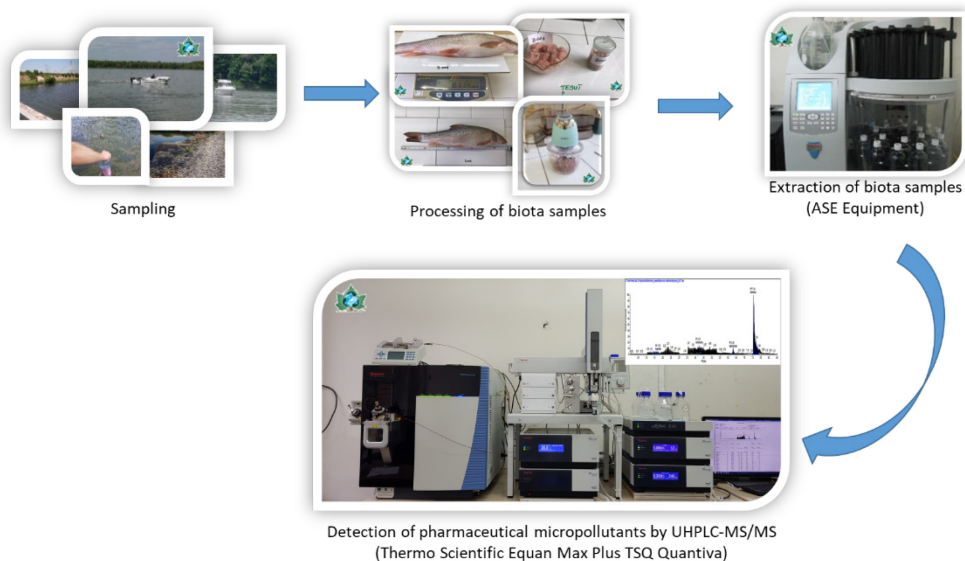 Sampling
Processing of biota samples
Extraction of biota samples
(ASE Equipment)
Detection of pharmaceutical micropollutants by UHPLC-MS/MS
(Thermo Scientific Equan Max Plus TSQ Quantiva)